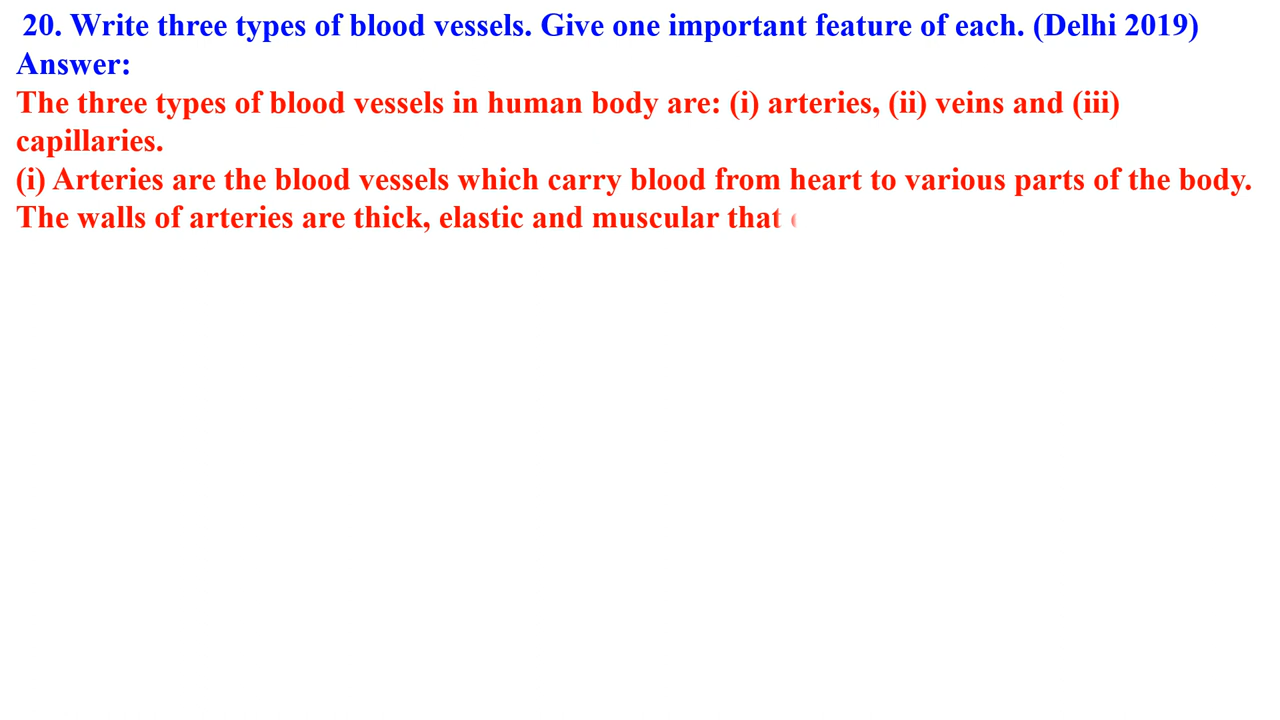 20. Write three types of blood vessels. Give one important feature of each. (Delhi 2019)
Answer:
The three types of blood vessels in human body are: (i) arteries, (ii) veins and (iii)
capillaries.
(i) Arteries are the blood vessels which carry blood from heart to various parts of the body.
The walls of arteries are thick, elastic and muscular that